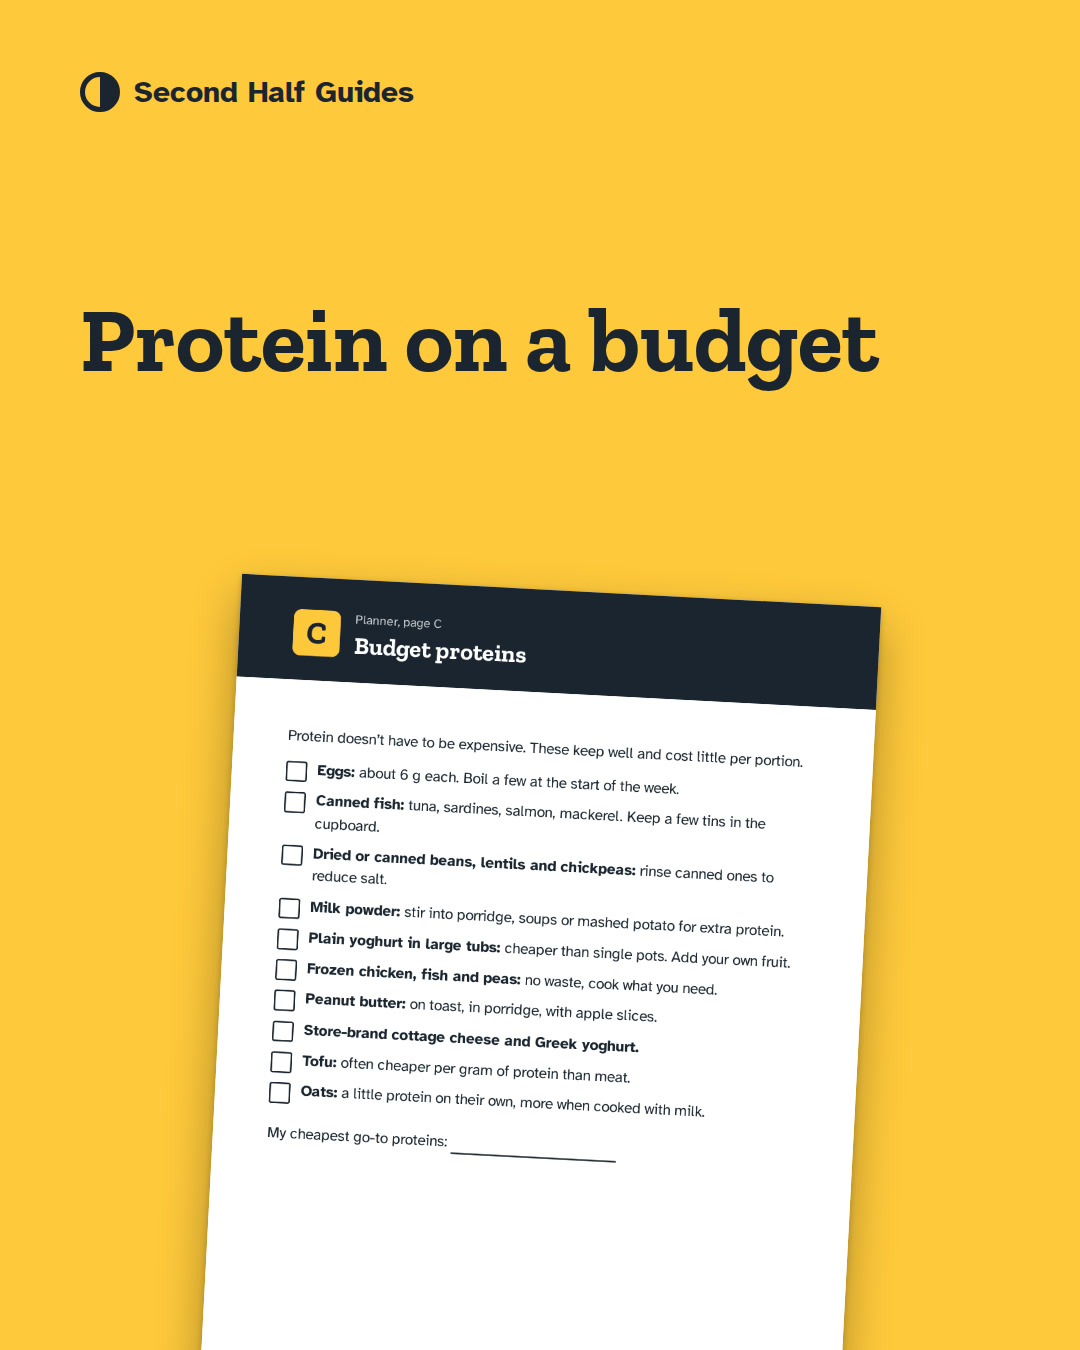 Second Half Guides
Protein on a budget
C
Planner, page C
Budget proteins
Protein doesn't have to be expensive. These keep well and cost little per portion.
Eggs: about 6 g each. Boil a few at the start of the week.
Canned fish: tuna, sardines, salmon, mackerel. Keep a few tins in the
cupboard.
Dried or canned beans, lentils and chickpeas: rinse canned ones to
reduce salt.
Milk powder: stir into porridge, soups or mashed potato for extra protein.
Plain yoghurt in large tubs: cheaper than single pots. Add your own fruit.
Frozen chicken, fish and peas: no waste, cook what you need.
Peanut butter: on toast, in porridge, with apple slices.
Store-brand cottage cheese and Greek yoghurt.
Tofu: often cheaper per gram of protein than meat.
Oats: a little protein on their own, more when cooked with milk.
My cheapest go-to proteins: